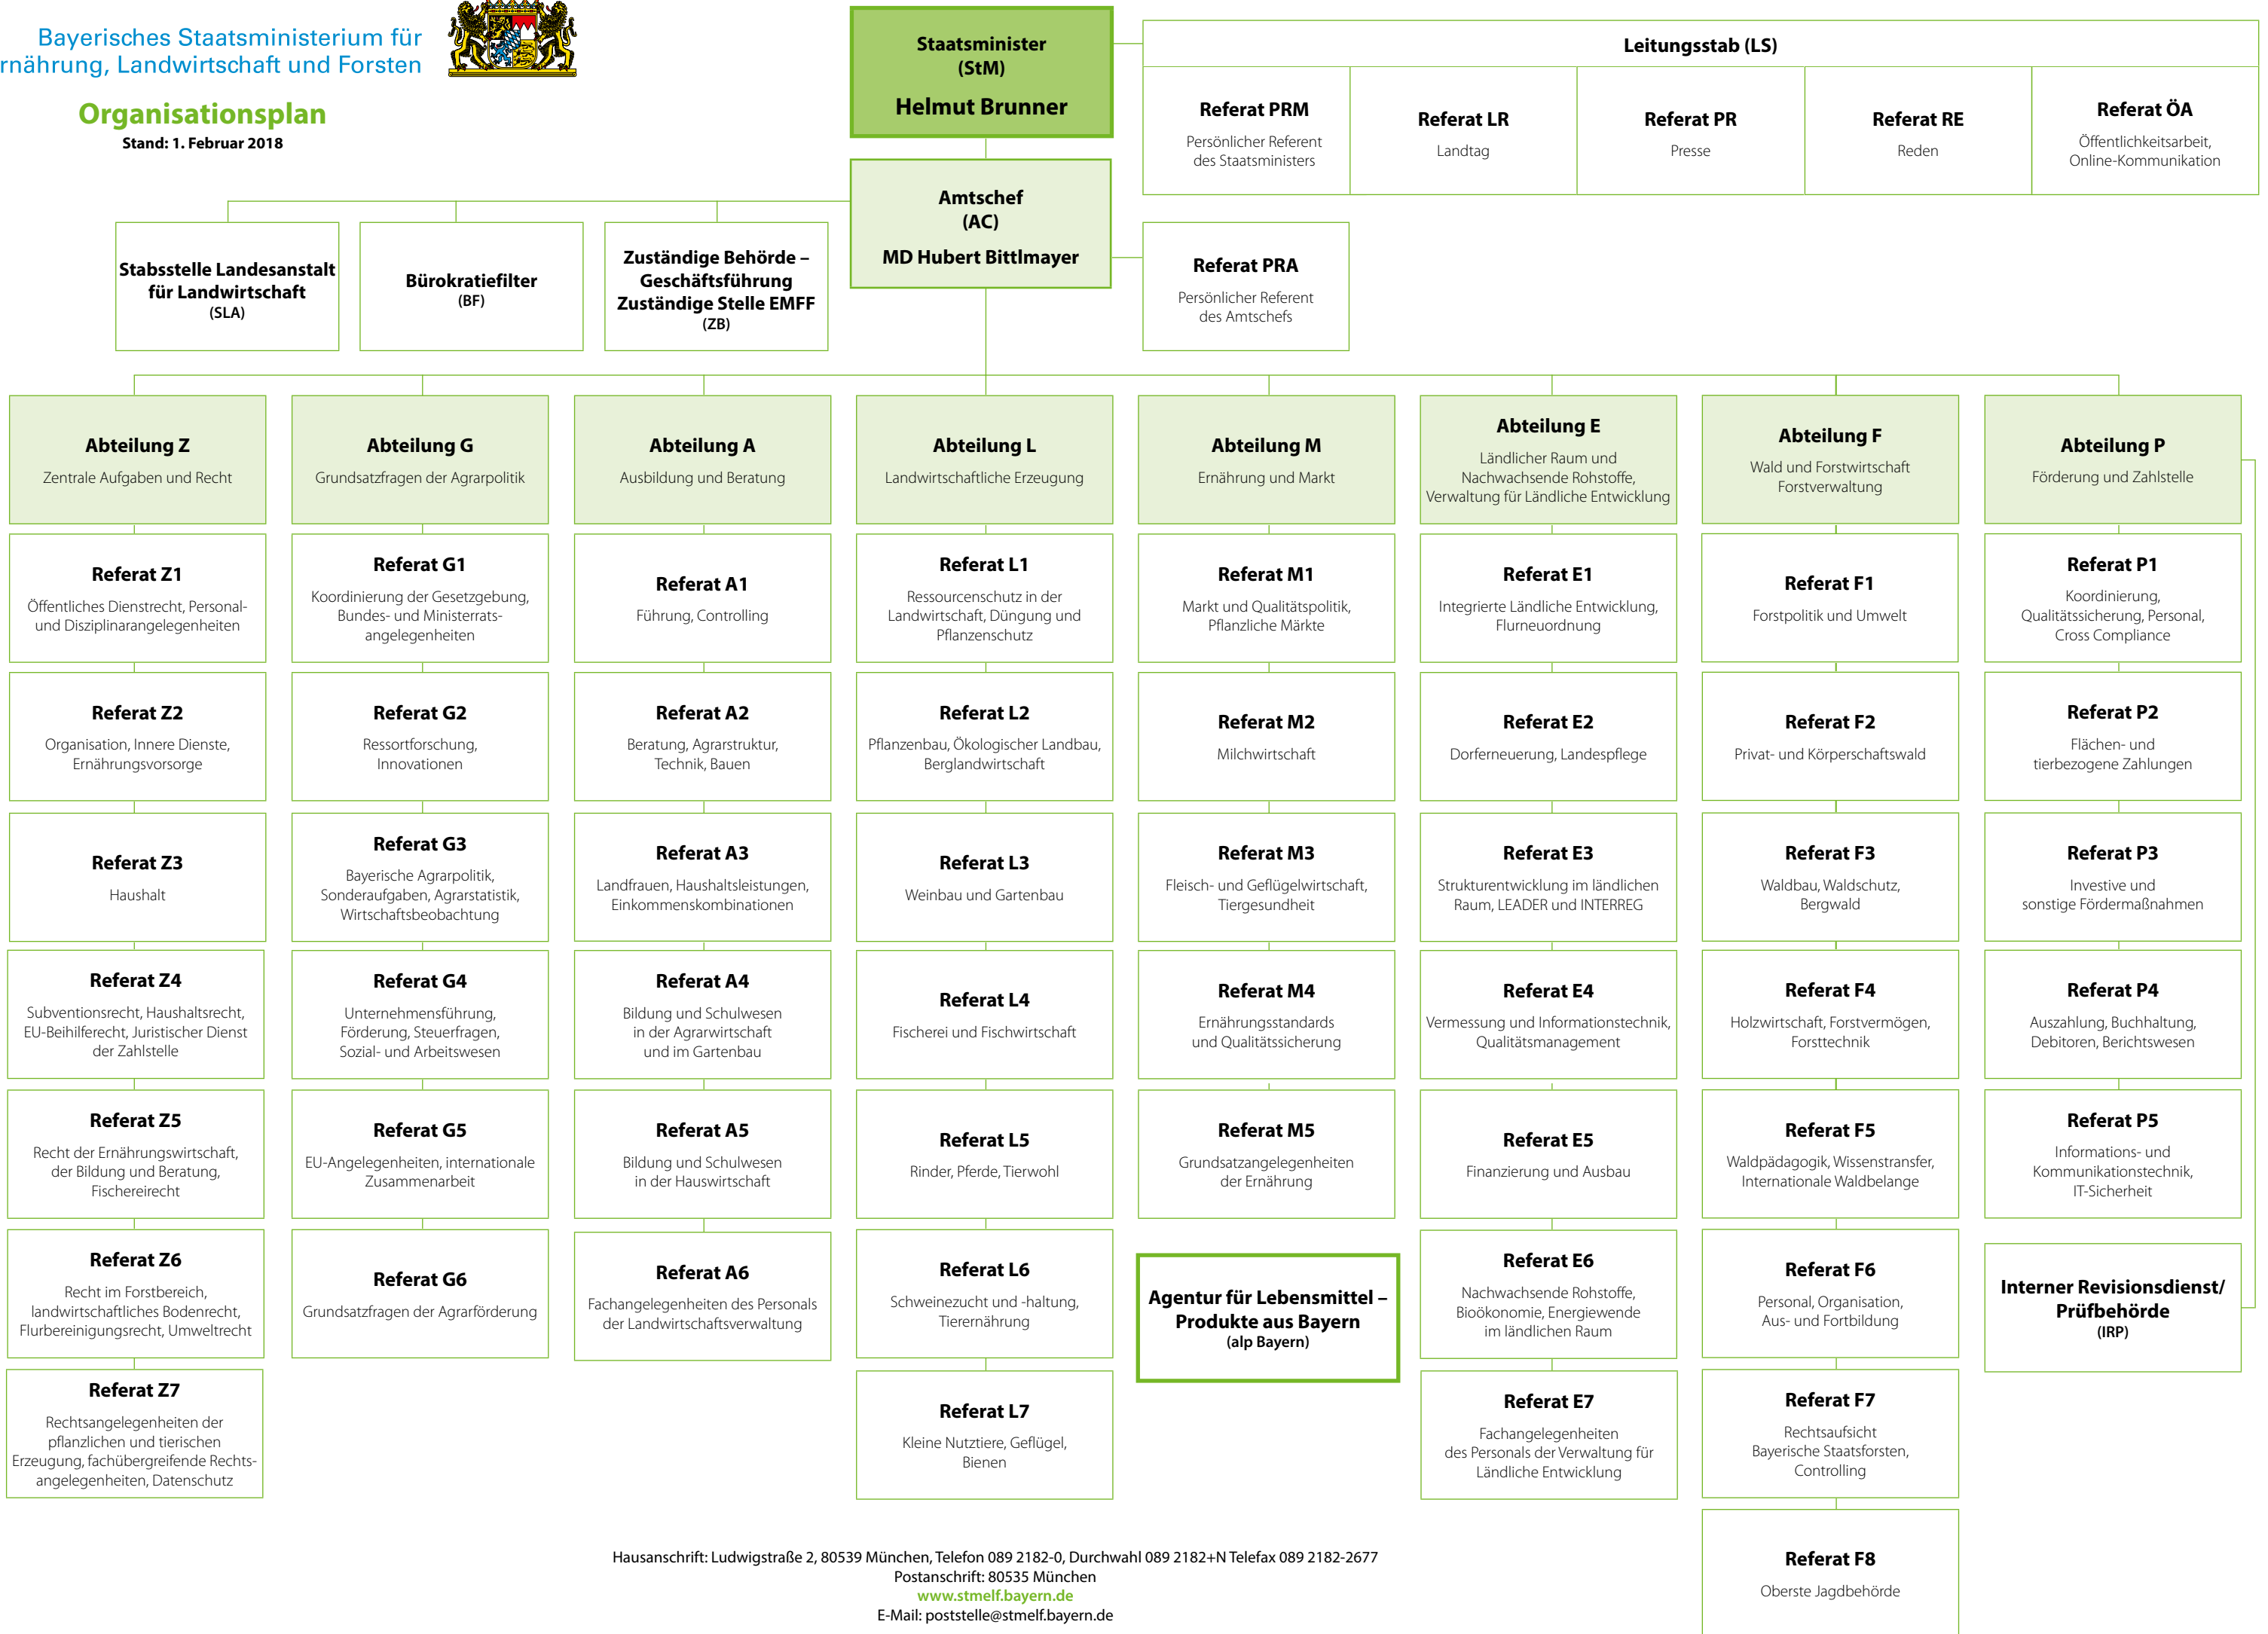 Bayerisches Staatsministerium für
rnährung, Landwirtschaft und Forsten
Organisationsplan
Stand: 1. Februar 2018
Staatsminister
(StM)
Helmut Brunner
Leitungsstab (LS)
Referat PRM
Persönlicher Referent
des Staatsministers
Referat LR
Landtag
Referat PR
Presse
Referat RE
Reden
Referat ÖA
Öffentlichkeitsarbeit,
Online-Kommunikation
Amtschef
(AC)
MD Hubert Bittlmayer
Stabsstelle Landesanstalt
für Landwirtschaft
(SLA)
Bürokratiefilter
(BF)
Zuständige Behörde –
Geschäftsführung
Zuständige Stelle EMFF
(ZB)
Referat PRA
Persönlicher Referent
des Amtschefs
Abteilung Z
Zentrale Aufgaben und Recht
Abteilung G
Grundsatzfragen der Agrarpolitik
Abteilung A
Ausbildung und Beratung
Abteilung L
Landwirtschaftliche Erzeugung
Abteilung M
Ernährung und Markt
Abteilung E
Ländlicher Raum und
Nachwachsende Rohstoffe,
Verwaltung für Ländliche Entwicklung
Abteilung F
Wald und Forstwirtschaft
Forstverwaltung
Abteilung P
Förderung und Zahlstelle
Referat Z1
Öffentliches Dienstrecht, Personal-
und Disziplinarangelegenheiten
Referat G1
Koordinierung der Gesetzgebung,
Bundes- und Ministerrats-
angelegenheiten
Referat A1
Führung, Controlling
Referat L1
Ressourcenschutz in der
Landwirtschaft, Düngung und
Pflanzenschutz
Referat M1
Markt und Qualitätspolitik,
Pflanzliche Märkte
Referat E1
Integrierte Ländliche Entwicklung,
Flurneuordnung
Referat F1
Forstpolitik und Umwelt
Referat P1
Koordinierung,
Qualitätssicherung, Personal,
Cross Compliance
Referat Z2
Organisation, Innere Dienste,
Ernährungsvorsorge
Referat G2
Ressortforschung,
Innovationen
Referat A2
Beratung, Agrarstruktur,
Technik, Bauen
Referat L2
Pflanzenbau, Ökologischer Landbau,
Berglandwirtschaft
Referat M2
Milchwirtschaft
Referat E2
Dorferneuerung, Landespflege
Referat F2
Privat- und Körperschaftswald
Referat P2
Flächen- und
tierbezogene Zahlungen
Referat Z3
Haushalt
Referat G3
Bayerische Agrarpolitik,
Sonderaufgaben, Agrarstatistik,
Wirtschaftsbeobachtung
Referat A3
Landfrauen, Haushaltsleistungen,
Einkommenskombinationen
Referat L3
Weinbau und Gartenbau
Referat M3
Fleisch- und Geflügelwirtschaft,
Tiergesundheit
Referat E3
Strukturentwicklung im ländlichen
Raum, LEADER und INTERREG
Referat F3
Waldbau, Waldschutz,
Bergwald
Referat P3
Investive und
sonstige Fördermaßnahmen
Referat Z4
Subventionsrecht, Haushaltsrecht,
EU-Beihilferecht, Juristischer Dienst
der Zahlstelle
Referat G4
Unternehmensführung,
Förderung, Steuerfragen,
Sozial- und Arbeitswesen
Referat A4
Bildung und Schulwesen
in der Agrarwirtschaft
und im Gartenbau
Referat L4
Fischerei und Fischwirtschaft
Referat M4
Ernährungsstandards
und Qualitätssicherung
Referat E4
Vermessung und Informationstechnik,
Qualitätsmanagement
Referat F4
Holzwirtschaft, Forstvermögen,
Forsttechnik
Referat P4
Auszahlung, Buchhaltung,
Debitoren, Berichtswesen
Referat Z5
Recht der Ernährungswirtschaft,
der Bildung und Beratung,
Fischereirecht
Referat G5
EU-Angelegenheiten, internationale
Zusammenarbeit
Referat A5
Bildung und Schulwesen
in der Hauswirtschaft
Referat L5
Rinder, Pferde, Tierwohl
Referat M5
Grundsatzangelegenheiten
der Ernährung
Referat E5
Finanzierung und Ausbau
Referat F5
Waldpädagogik, Wissenstransfer,
Internationale Waldbelange
Referat P5
Informations- und
Kommunikationstechnik,
IT-Sicherheit
Referat Z6
Recht im Forstbereich,
landwirtschaftliches Bodenrecht,
Flurbereinigungsrecht, Umweltrecht
Referat G6
Grundsatzfragen der Agrarförderung
Referat A6
Fachangelegenheiten des Personals
der Landwirtschaftsverwaltung
Referat L6
Schweinezucht und -haltung,
Tierernährung
Agentur für Lebensmittel –
Produkte aus Bayern
(alp Bayern)
Referat E6
Nachwachsende Rohstoffe,
Bioökonomie, Energiewende
im ländlichen Raum
Referat F6
Personal, Organisation,
Aus- und Fortbildung
Interner Revisionsdienst/
Prüfbehörde
(IRP)
Referat Z7
Rechtsangelegenheiten der
pflanzlichen und tierischen
Erzeugung, fachübergreifende Rechts-
angelegenheiten, Datenschutz
Referat L7
Kleine Nutztiere, Geflügel,
Bienen
Referat E7
Fachangelegenheiten
des Personals der Verwaltung für
Ländliche Entwicklung
Referat F7
Rechtsaufsicht
Bayerische Staatsforsten,
Controlling
Referat F8
Oberste Jagdbehörde
Hausanschrift: Ludwigstraße 2, 80539 München, Telefon 089 2182-0, Durchwahl 089 2182+N Telefax 089 2182-2677
Postanschrift: 80535 München
www.stmelf.bayern.de
E-Mail: poststelle@stmelf.bayern.de